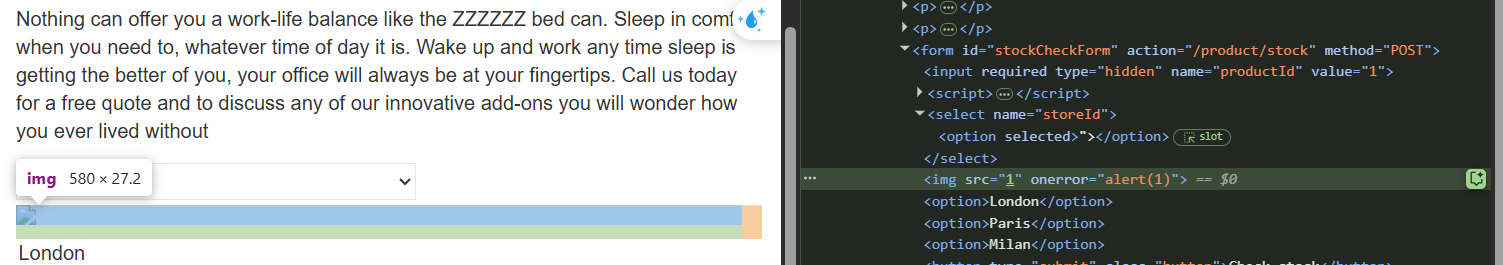 Nothing can offer you a work-life balance like the ZZZZZZ bed can. Sleep in
when you need to, whatever time of day it is. Wake up and work any time sleep is
getting the better of you, your office will always be at your fingertips. Call us today
for a free quote and to discuss any of our innovative add-ons you will wonder how
you ever lived without
img 580 × 27.2
London
<p>…</p>
<p>…</p>
<form id="stockCheckForm" action="/product/stock" method="POST">
<input required type="hidden" name="productId" value="1">
<script>…</script>
<select name="storeId">
<option selected>"></option> slot
</select>
… <img src="1" onerror="alert(1)"> == $0
<option>London</option>
<option>Paris</option>
<option>Milan</option>